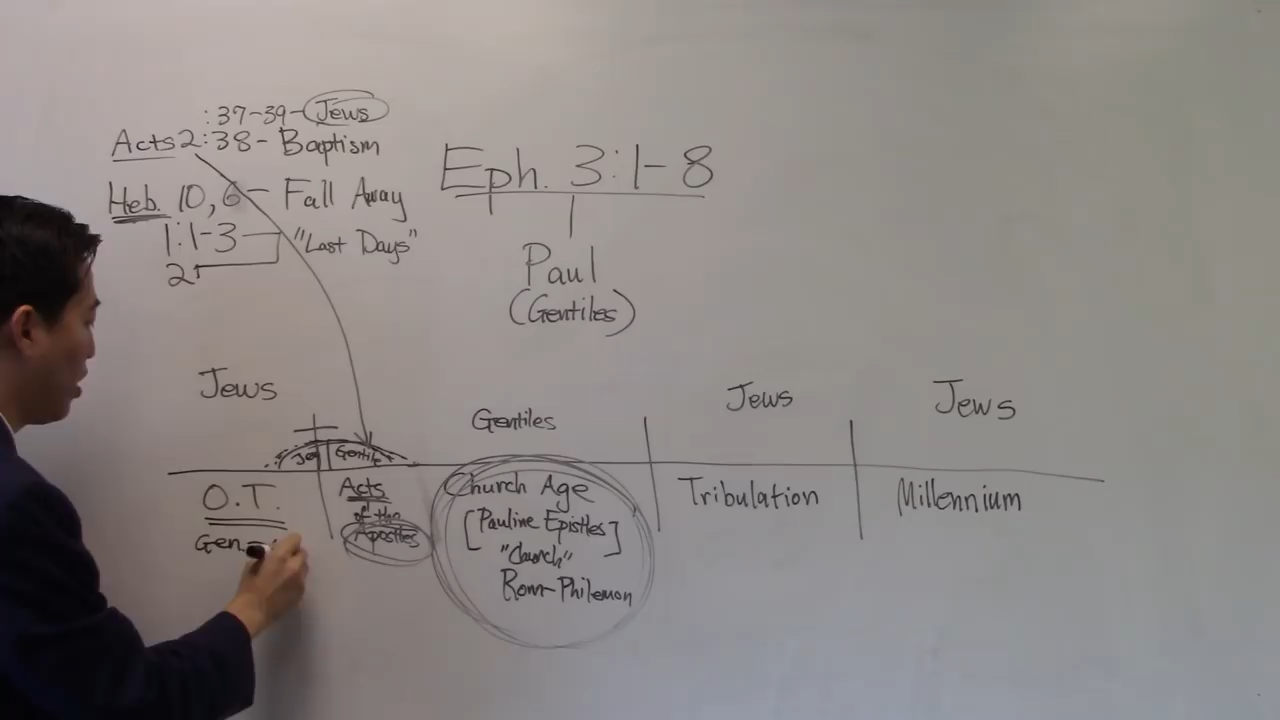 :37-39-Jews
Acts 2:38- Baptism
Heb. 10, 6- Fall Away
1:1-3 "Last Days"
2
Eph. 3:1-8
Paul
(Gentiles)
Jews
Gentiles
Jews
Jews
Jew Gentile
O.T.
Gen.
Acts
of the
Apostles
Church Age
[Pauline Epistles]
"Church"
Rom-Philemon
Tribulation
Millennium